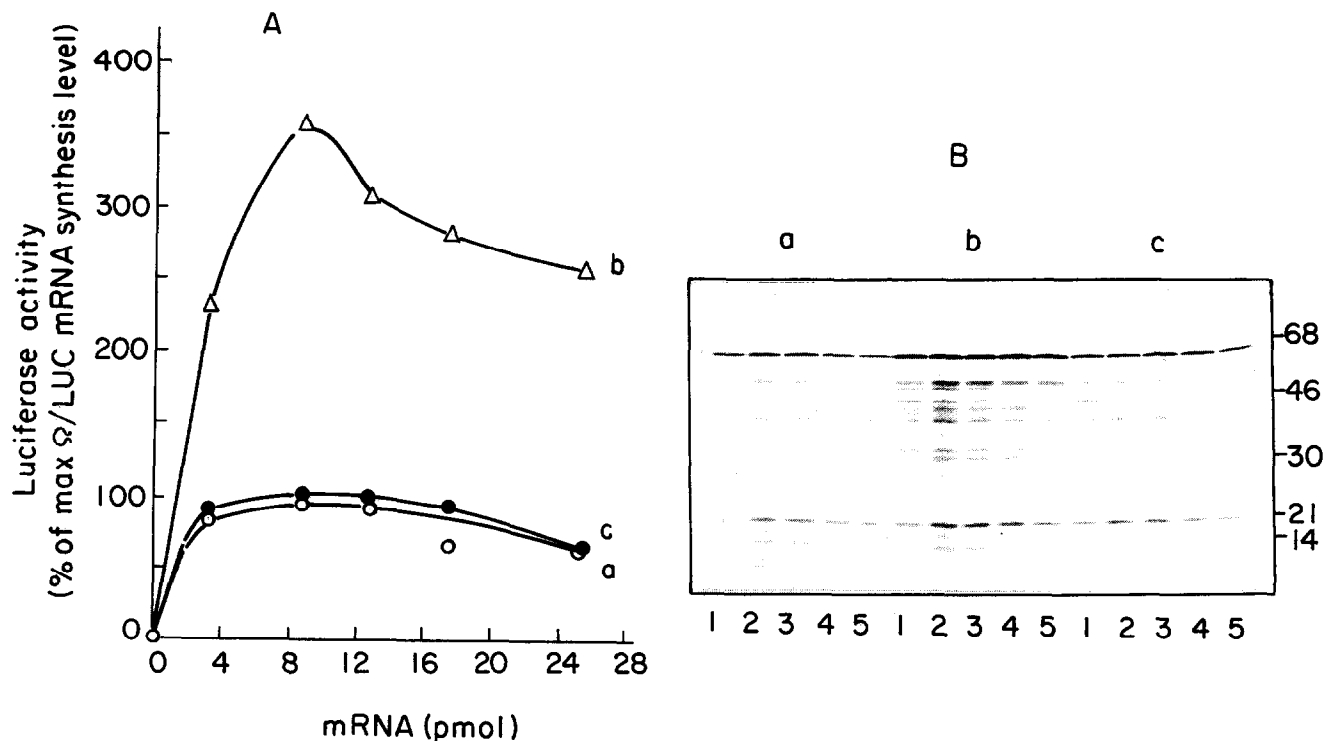 A
Luciferase activity
(% of max Ω/LUC mRNA synthesis level)
400
300
200
100
0
b
c
a
0 4 8 12 16 20 24 28
mRNA (pmol)
B
a b c
68
46
30
21
14
1 2 3 4 5 1 2 3 4 5 1 2 3 4 5